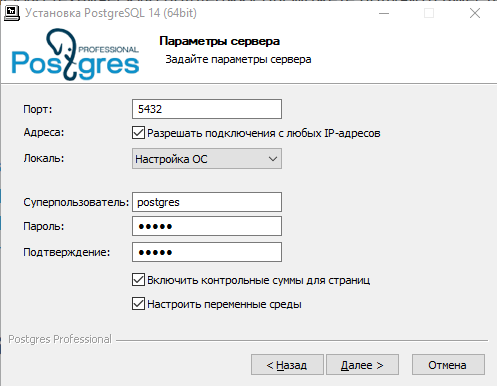 Установка PostgreSQL 14 (64bit)
PROFESSIONAL
Postgres
Параметры сервера
Задайте параметры сервера
Порт: 5432
Адреса: Разрешать подключения с любых IP-адресов
Локаль: Настройка ОС
Суперпользователь: postgres
Пароль: •••••
Подтверждение: •••••
Включить контрольные суммы для страниц
Настроить переменные среды
Postgres Professional
< Назад Далее > Отмена